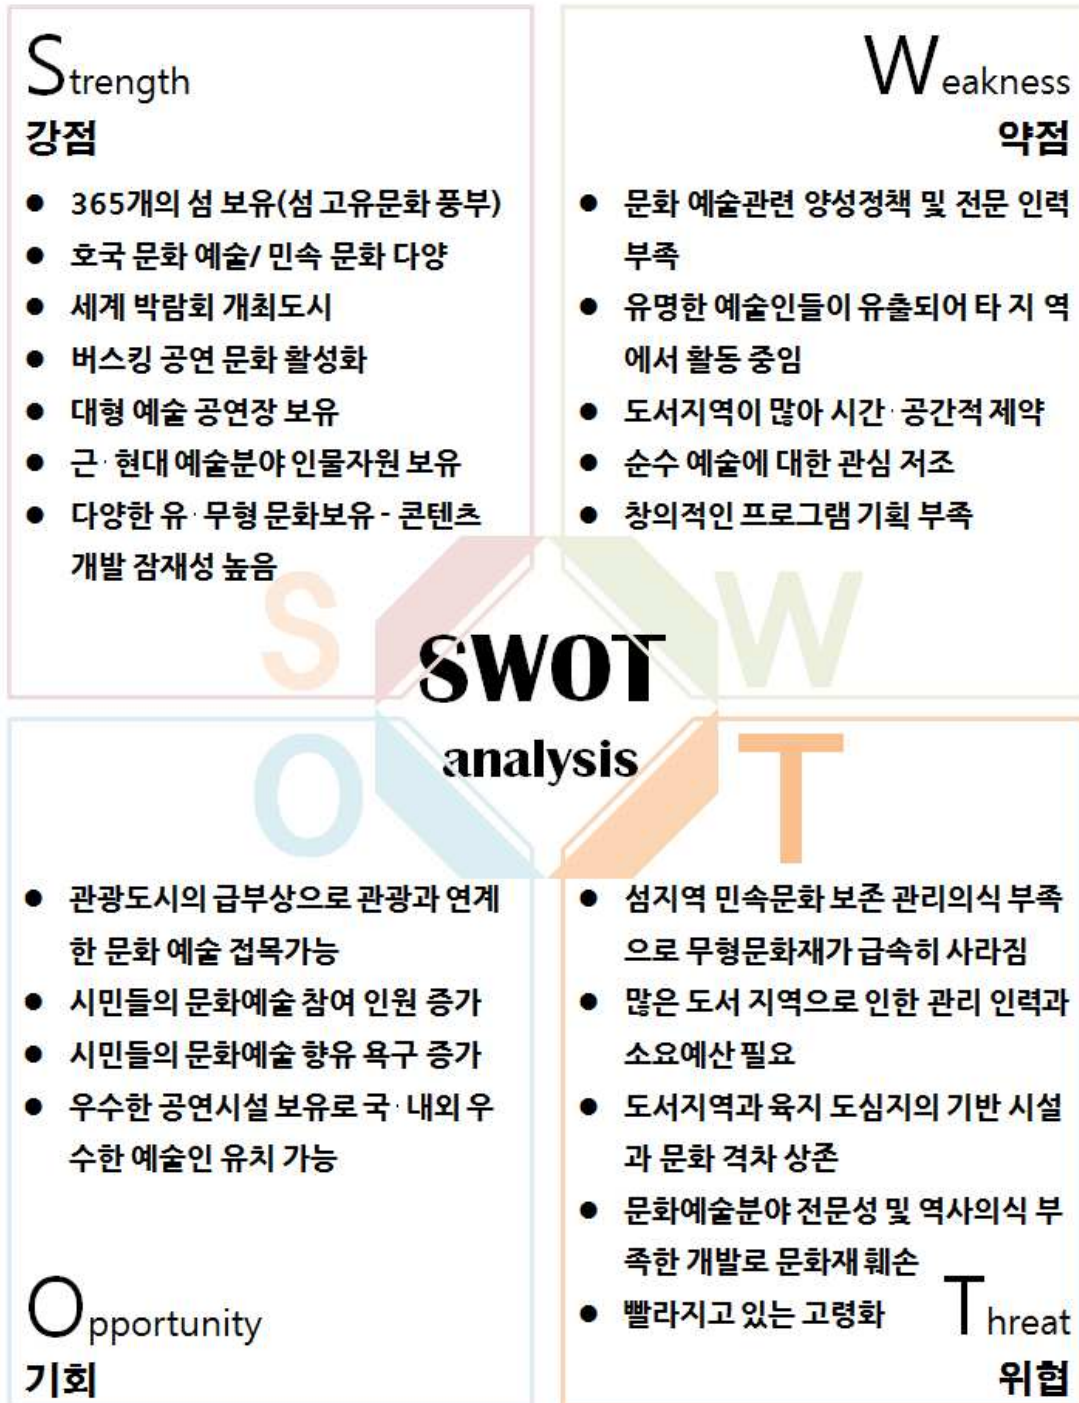 Strength
강점
● 365개의 섬 보유(섬 고유문화 풍부)
● 호국 문화 예술/ 민속 문화 다양
● 세계 박람회 개최도시
● 버스킹 공연 문화 활성화
● 대형 예술 공연장 보유
● 근·현대 예술분야 인물자원 보유
● 다양한 유·무형 문화보유 - 콘텐츠
개발 잠재성 높음
Weakness
약점
● 문화 예술관련 양성정책 및 전문 인력
부족
● 유명한 예술인들이 유출되어 타 지 역
에서 활동 중임
● 도서지역이 많아 시간·공간적 제약
● 순수 예술에 대한 관심 저조
● 창의적인 프로그램 기획 부족
S
W
SWOT
analysis
O
T
● 관광도시의 급부상으로 관광과 연계
한 문화 예술 접목가능
● 시민들의 문화예술 참여 인원 증가
● 시민들의 문화예술 향유 욕구 증가
● 우수한 공연시설 보유로 국·내외 우
수한 예술인 유치 가능
Opportunity
기회
● 섬지역 민속문화 보존 관리의식 부족
으로 무형문화재가 급속히 사라짐
● 많은 도서 지역으로 인한 관리 인력과
소요예산 필요
● 도서지역과 육지 도심지의 기반 시설
과 문화 격차 상존
● 문화예술분야 전문성 및 역사의식 부
족한 개발로 문화재 훼손
● 빨라지고 있는 고령화
Threat
위협